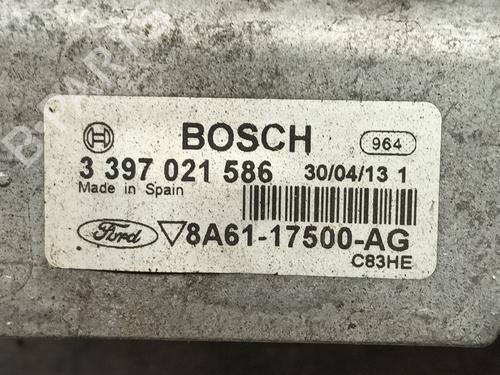 BOSCH
964
3 397 021 586 30/04/13 1
Made in Spain
Ford 8A61-17500-AG
C83HE